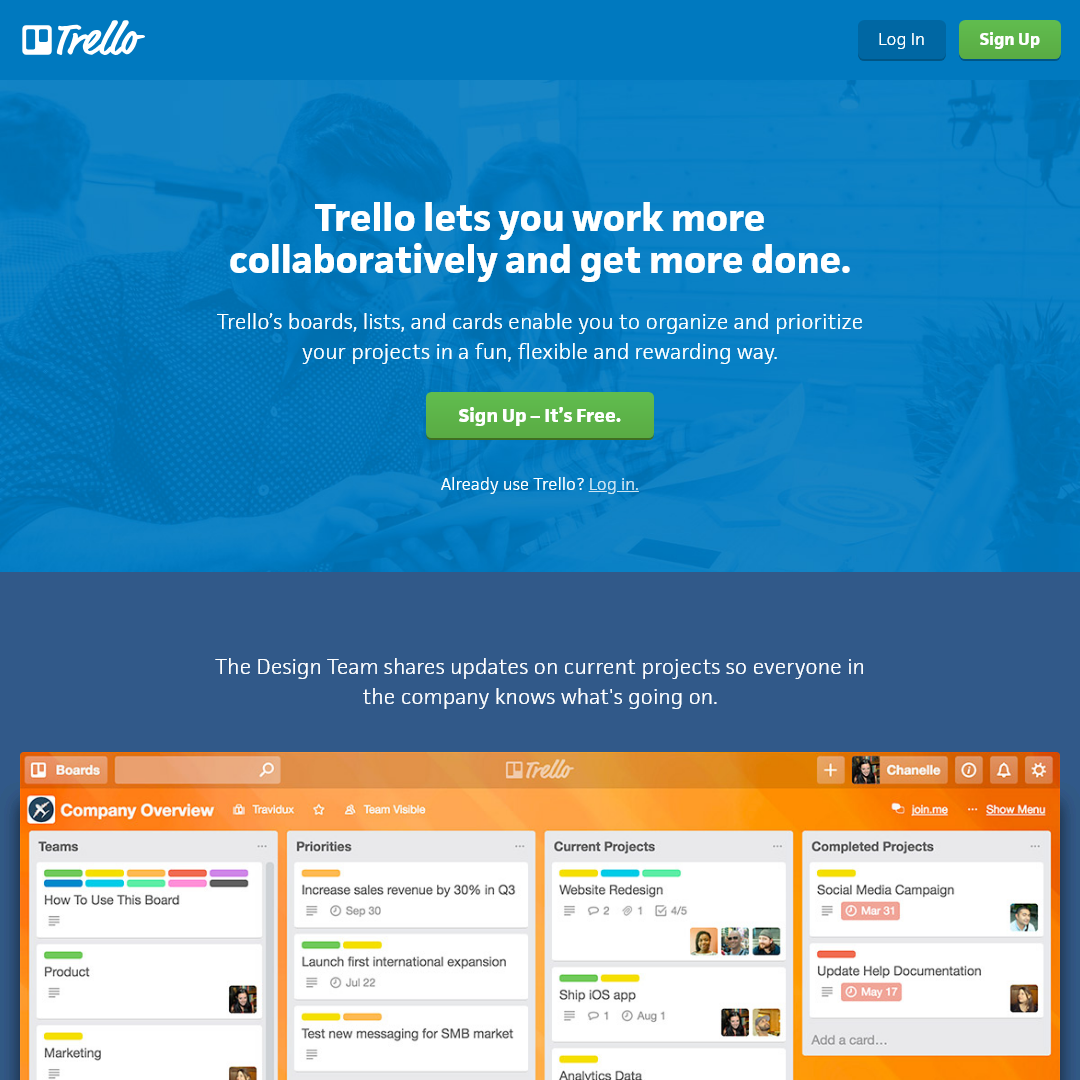 Trello
Log In
Sign Up
Trello lets you work more
collaboratively and get more done.
Trello’s boards, lists, and cards enable you to organize and prioritize
your projects in a fun, flexible and rewarding way.
Sign Up – It’s Free.
Already use Trello? Log in.
The Design Team shares updates on current projects so everyone in
the company knows what's going on.
Boards
Trello
Chanelle
Company Overview
Travidux
Team Visible
join.me
Show Menu
Teams
How To Use This Board
Product
Marketing
Priorities
Increase sales revenue by 30% in Q3
Sep 30
Launch first international expansion
Jul 22
Test new messaging for SMB market
Current Projects
Website Redesign
2 1 4/5
Ship iOS app
1 Aug 1
Analytics Data
Completed Projects
Social Media Campaign
Mar 31
Update Help Documentation
May 17
Add a card...